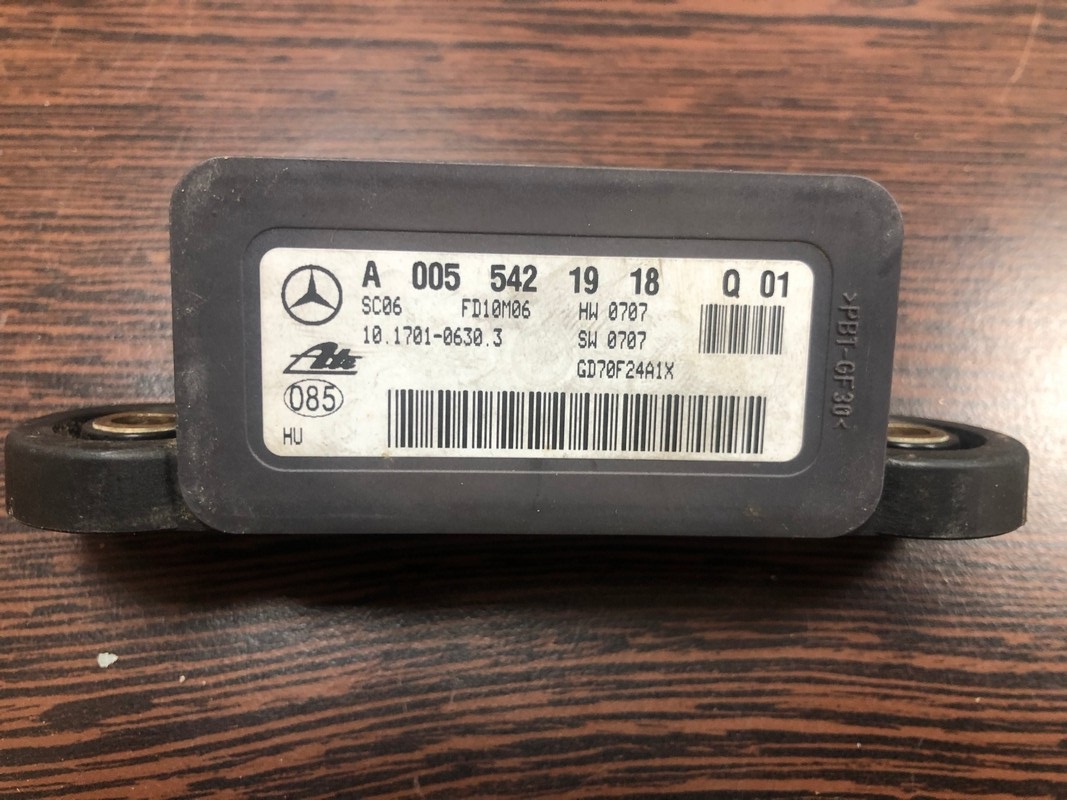 A 005 542 19 18 Q 01
SC06 FD10M06 HW 0707
10.1701-0630.3 SW 0707
Ate GD70F24A1X
085
HU
>PBT-GF30<